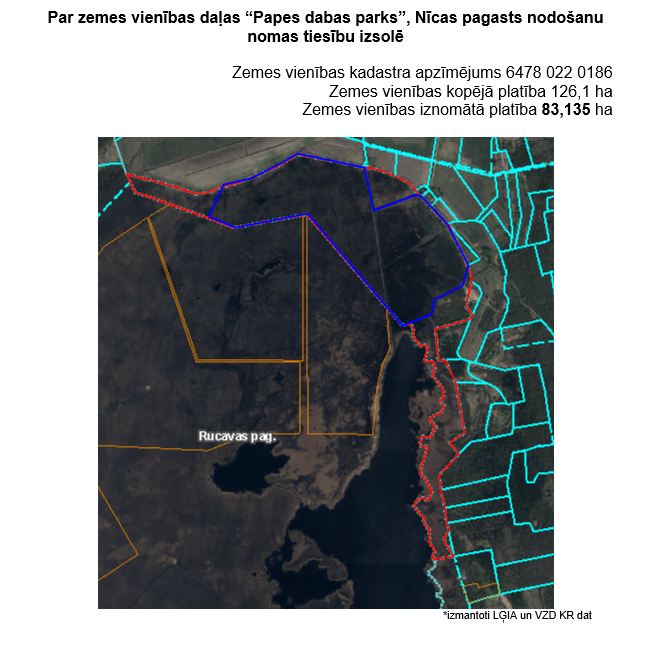 Par zemes vienības daļas “Papes dabas parks”, Nīcas pagasts nodošanu
nomas tiesību izsolē
Zemes vienības kadastra apzīmējums 6478 022 0186
Zemes vienības kopējā platība 126,1 ha
Zemes vienības iznomātā platība 83,135 ha
Rucavas pag.
*izmantoti LĢIA un VZD KR dat